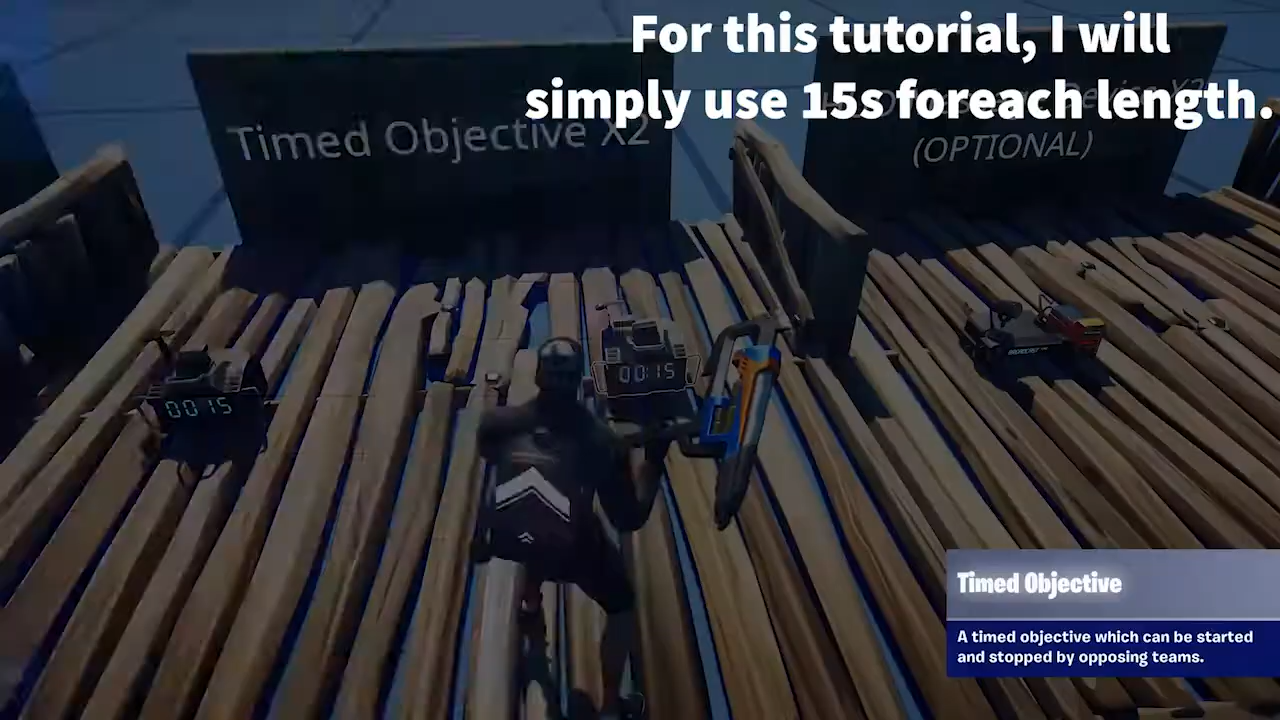 For this tutorial, I will
simply use 15s foreach length.
Timed Objective X2
(OPTIONAL)
00:15
00:15
Timed Objective
A timed objective which can be started
and stopped by opposing teams.